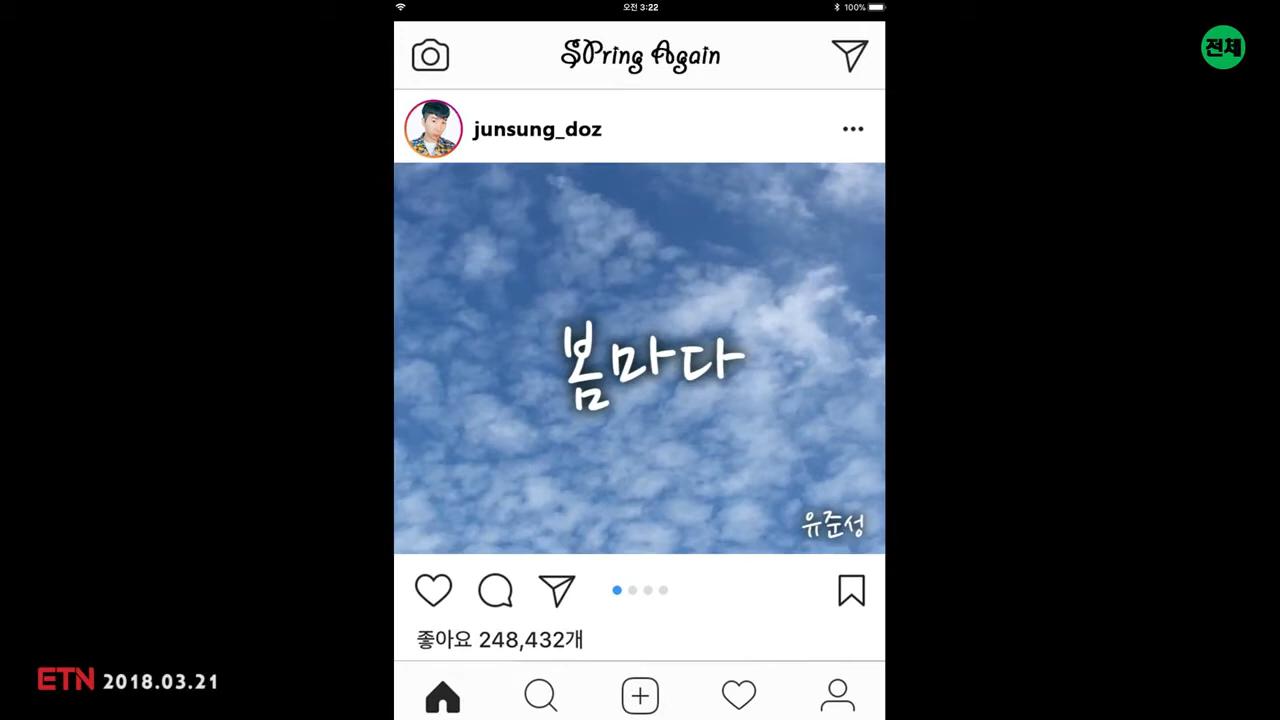 오전 3:22
100%
SPring Again
전체
junsung_doz
봄마다
유준성
좋아요 248,432개
ETN 2018.03.21